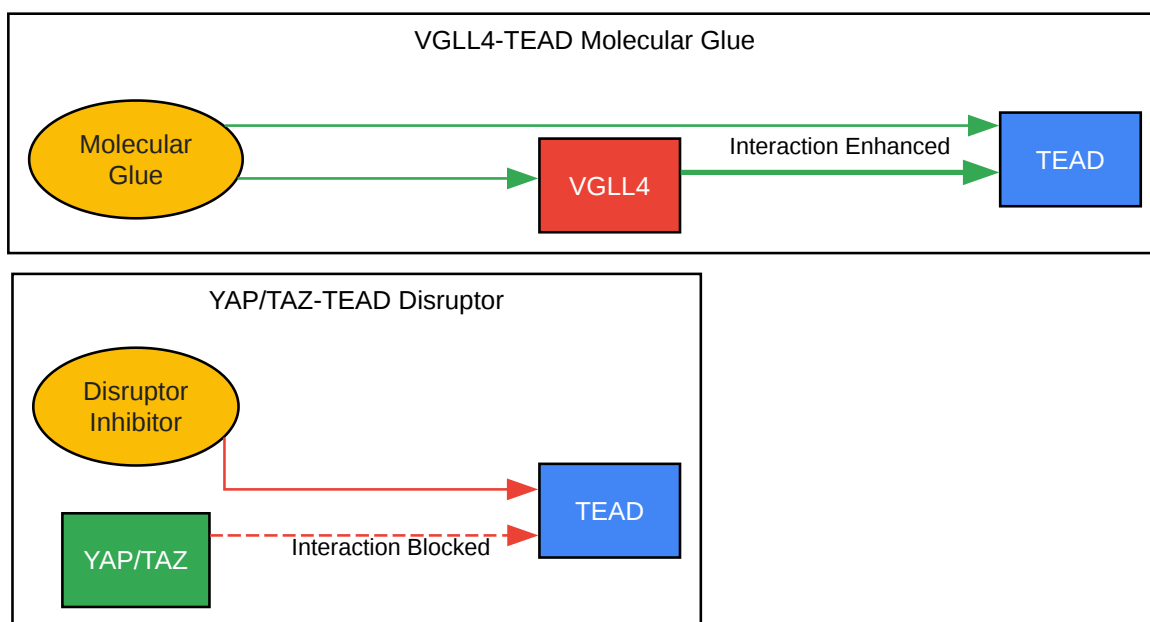 VGLL4-TEAD Molecular Glue
Molecular
Glue
VGLL4
Interaction Enhanced
TEAD
YAP/TAZ-TEAD Disruptor
Disruptor
Inhibitor
TEAD
YAP/TAZ
Interaction Blocked